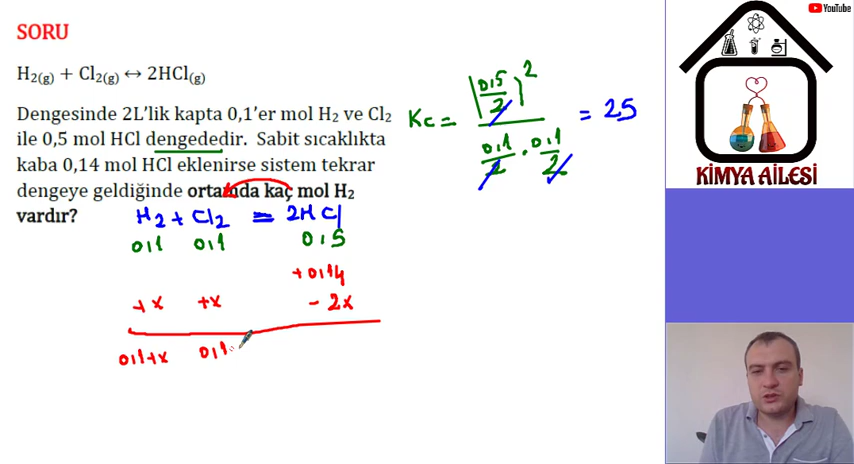 SORU
H₂(g) + Cl₂(g) ↔ 2HCl(g)
Dengesinde 2L'lik kapta 0,1'er mol H₂ ve Cl₂
ile 0,5 mol HCl dengededir. Sabit sıcaklıkta
kaba 0,14 mol HCl eklenirse sistem tekrar
dengeye geldiğinde ortamda kaç mol H₂
vardır?
H₂ + Cl₂ = 2HCl
0,1 0,1 0,5
+0,14
+x +x - 2x
0,1+x 0,1
Kc = (0,5/2)² / 0,1/2 . 0,1/2 = 25
YouTube
KİMYA AİLESİ